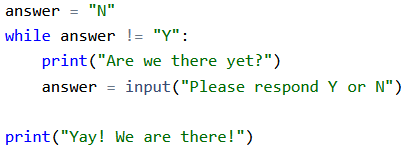 answer = "N"
while answer != "Y":
    print("Are we there yet?")
    answer = input("Please respond Y or N")

print("Yay! We are there!")